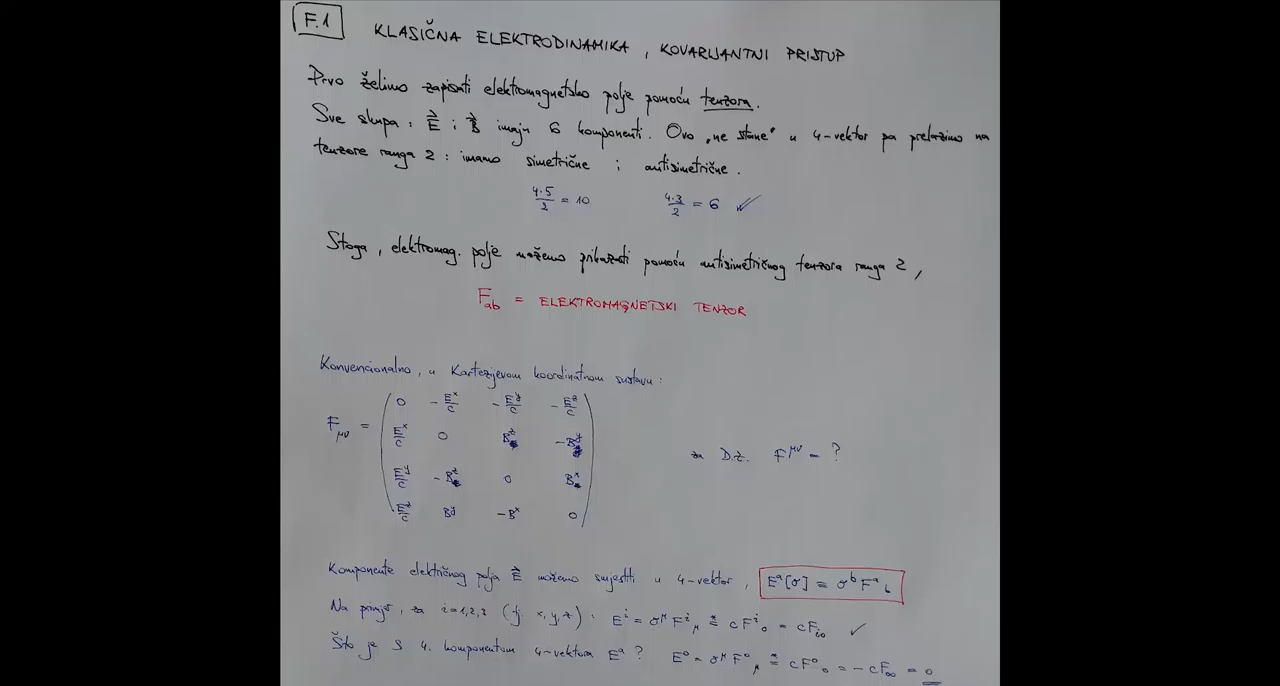 F.1
KLASIČNA ELEKTRODINAMIKA, KOVARIJANTNI PRISTUP
Prvo želimo zapisati elektromagnetsko polje pomoću tenzora.
Sve skupa: E⃗ i B⃗ imaju 6 komponenti. Ovo „ne stane" u 4-vektor pa prelazimo na
tenzore ranga 2: imamo simetrične i antisimetrične.
4·5/2 = 10 4·3/2 = 6 ✓
Stoga, elektromag. polje možemo prikazati pomoću antisimetričnog tenzora ranga 2,
F_ab = ELEKTROMAGNETSKI TENZOR
Konvencionalno, u Kartezijevom koordinatnom sustavu:
0 -E^x/c -E^y/c -E^z/c
F_μν = E^x/c 0 B^z -B^y
za D.Z. F^μν = ?
E^y/c -B^z 0 B^x
E^z/c B^y -B^x 0
Komponente električnog polja E⃗ možemo smjestiti u 4-vektor, E^a[σ] = σ^b F^a_b
Na primjer, za i=1,2,3 (tj. x, y, z): E^i = σ^μ F^i_μ =* cF^i_0 = cF_i0 ✓
Što je s 4. komponentom 4-vektora E^a? E^0 = σ^μ F^0_μ =* cF^0_0 = -cF_00 = 0